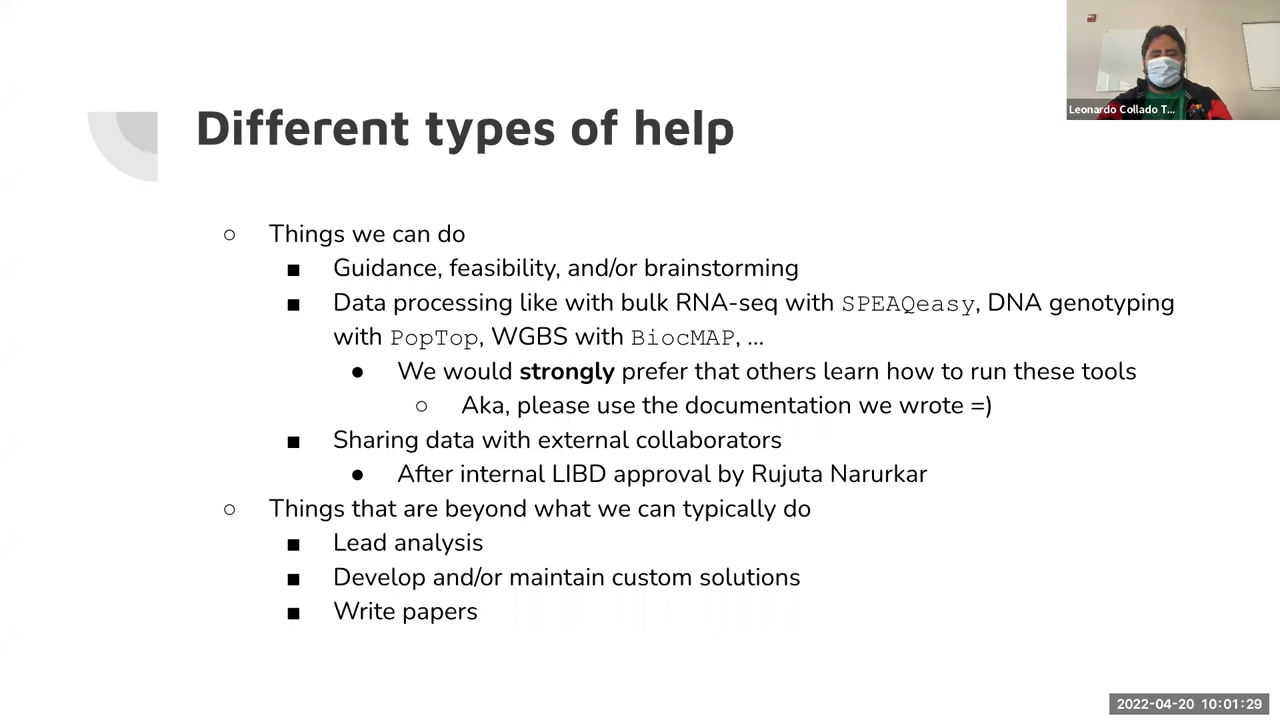 Leonardo Collado T...
Different types of help
○ Things we can do
■ Guidance, feasibility, and/or brainstorming
■ Data processing like with bulk RNA-seq with SPEAQeasy, DNA genotyping
with PopTop, WGBS with BiocMAP, ...
● We would strongly prefer that others learn how to run these tools
○ Aka, please use the documentation we wrote =)
■ Sharing data with external collaborators
● After internal LIBD approval by Rujuta Narurkar
○ Things that are beyond what we can typically do
■ Lead analysis
■ Develop and/or maintain custom solutions
■ Write papers
2022-04-20 10:01:29